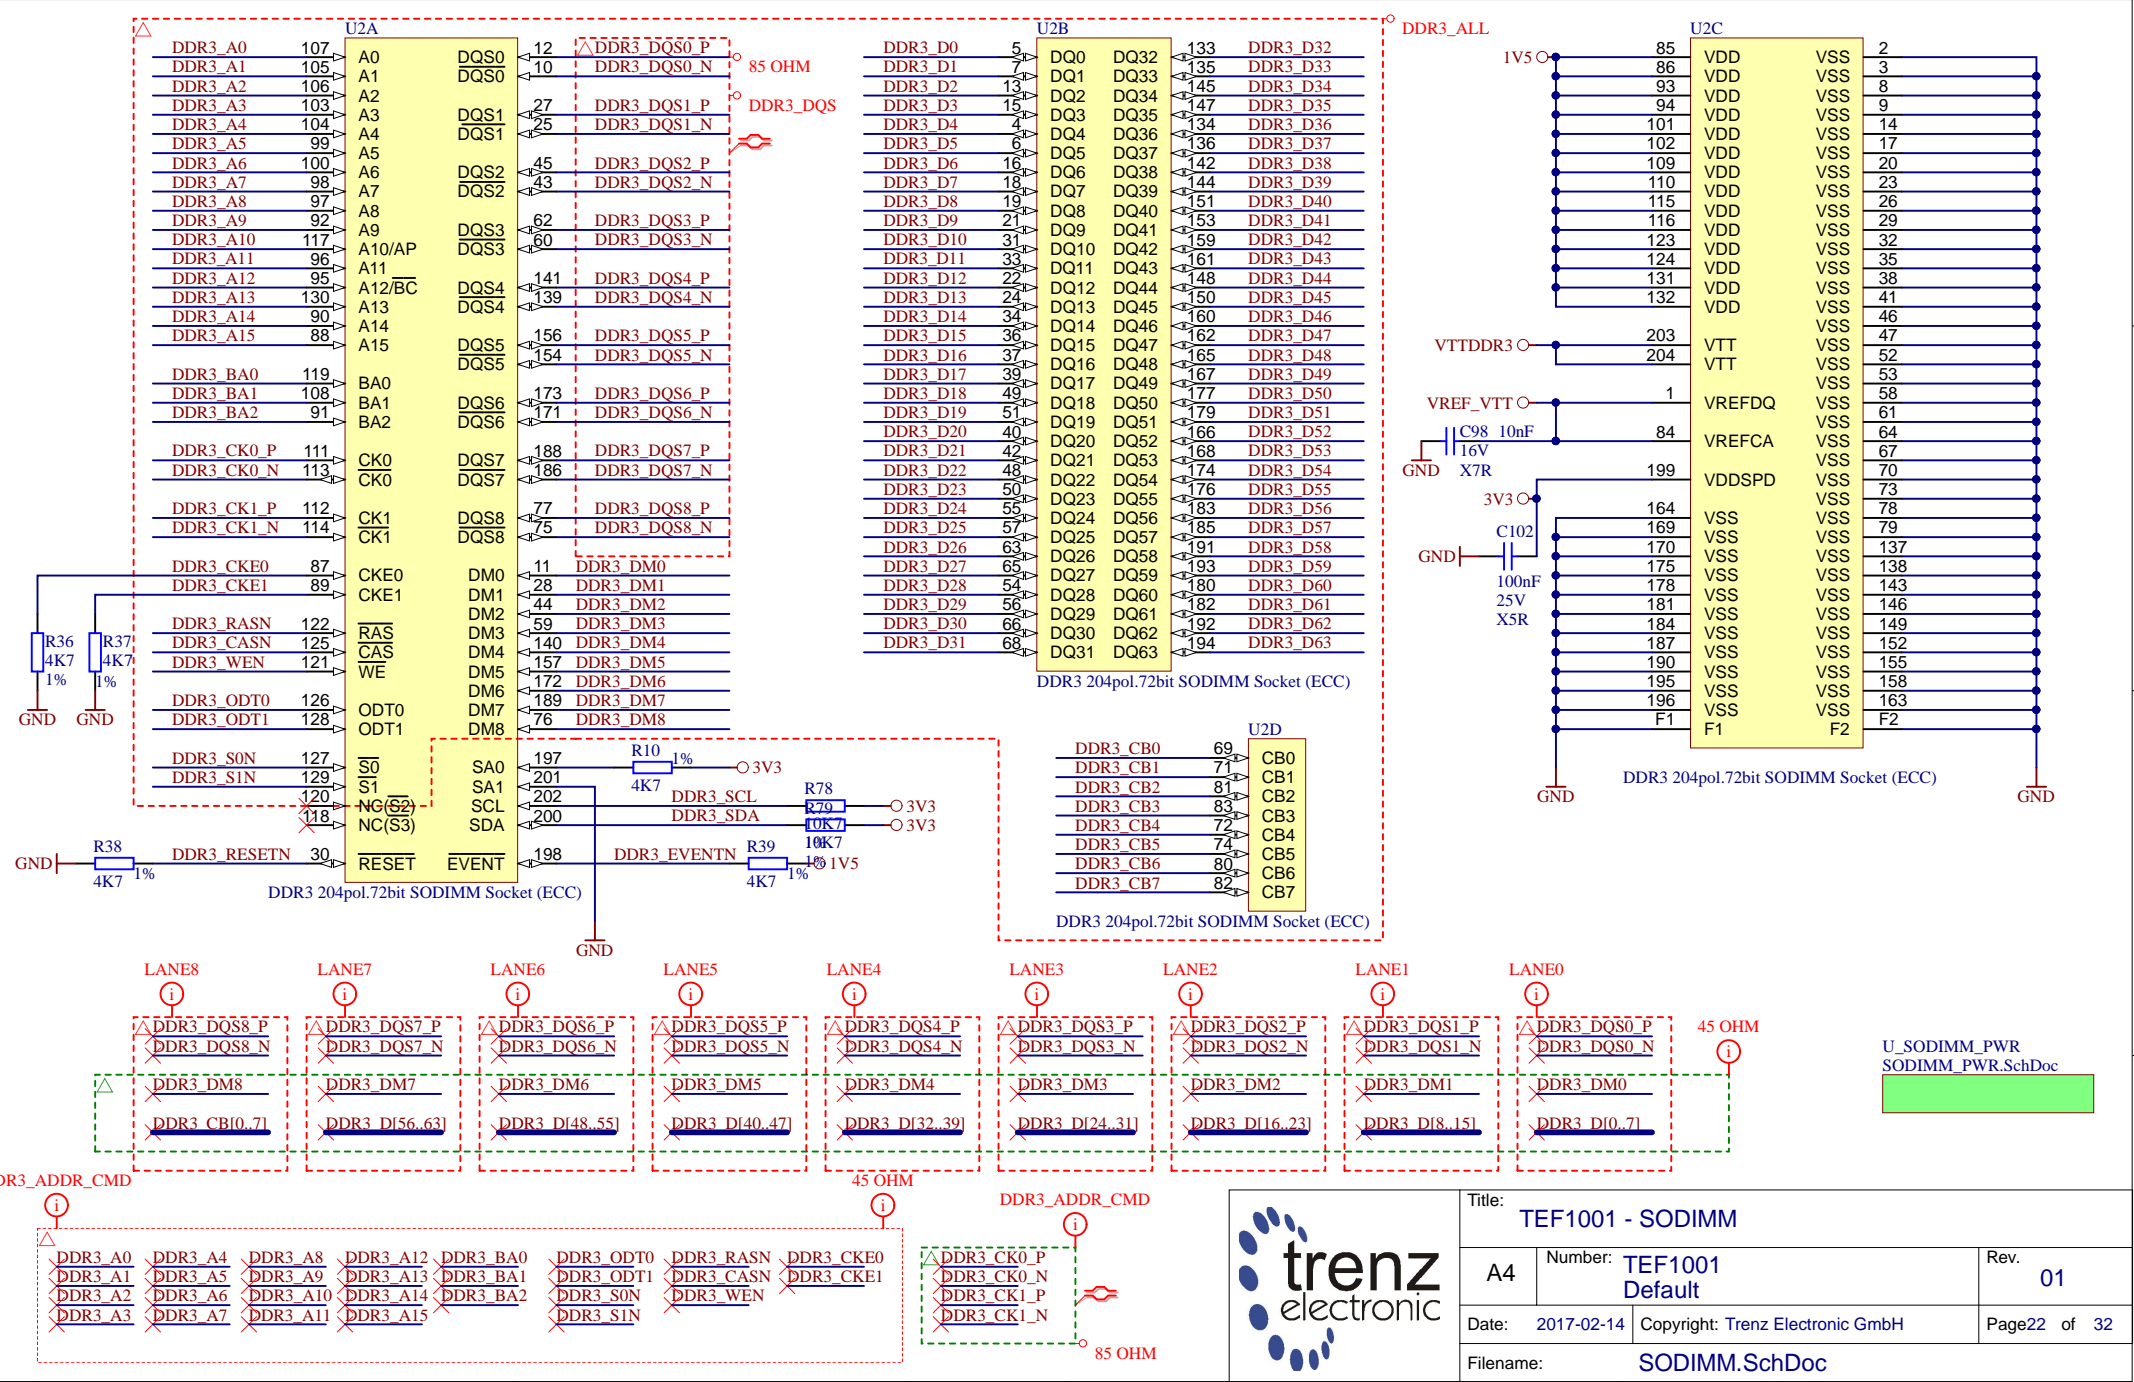 U2A
DDR3_A0 107 A0
DDR3_A1 105 A1
DDR3_A2 106 A2
DDR3_A3 103 A3
DDR3_A4 104 A4
DDR3_A5 99 A5
DDR3_A6 100 A6
DDR3_A7 98 A7
DDR3_A8 97 A8
DDR3_A9 92 A9
DDR3_A10 117 A10/AP
DDR3_A11 96 A11
DDR3_A12 95 A12/BC
DDR3_A13 130 A13
DDR3_A14 90 A14
DDR3_A15 88 A15
DDR3_BA0 119 BA0
DDR3_BA1 108 BA1
DDR3_BA2 91 BA2
DDR3_CK0_P 111 CK0
DDR3_CK0_N 113 CK0
DDR3_CK1_P 112 CK1
DDR3_CK1_N 114 CK1
DDR3_CKE0 87 CKE0
DDR3_CKE1 89 CKE1
DDR3_RASN 122 RAS
DDR3_CASN 125 CAS
DDR3_WEN 121 WE
DDR3_ODT0 126 ODT0
DDR3_ODT1 128 ODT1
DDR3_S0N 127 S0
DDR3_S1N 129 S1
120 NC(S2)
118 NC(S3)
DDR3_RESETN 30 RESET
R36 4K7 1% GND
R37 4K7 1% GND
GND R38 4K7 1%
DQS0 12 DDR3_DQS0_P
DQS0 10 DDR3_DQS0_N
DQS1 27 DDR3_DQS1_P
DQS1 25 DDR3_DQS1_N
DQS2 45 DDR3_DQS2_P
DQS2 43 DDR3_DQS2_N
DQS3 62 DDR3_DQS3_P
DQS3 60 DDR3_DQS3_N
DQS4 141 DDR3_DQS4_P
DQS4 139 DDR3_DQS4_N
DQS5 156 DDR3_DQS5_P
DQS5 154 DDR3_DQS5_N
DQS6 173 DDR3_DQS6_P
DQS6 171 DDR3_DQS6_N
DQS7 188 DDR3_DQS7_P
DQS7 186 DDR3_DQS7_N
DQS8 77 DDR3_DQS8_P
DQS8 75 DDR3_DQS8_N
85 OHM
DDR3_DQS
DM0 11 DDR3_DM0
DM1 28 DDR3_DM1
DM2 44 DDR3_DM2
DM3 59 DDR3_DM3
DM4 140 DDR3_DM4
DM5 157 DDR3_DM5
DM6 172 DDR3_DM6
DM7 189 DDR3_DM7
DM8 76 DDR3_DM8
SA0 197 R10 1% 4K7 3V3
SA1 201
SCL 202 DDR3_SCL R78 3V3
SDA 200 DDR3_SDA R79 10K7 3V3
EVENT 198 DDR3_EVENTN R39 4K7 1% 1V5
GND
DDR3 204pol.72bit SODIMM Socket (ECC)
U2B
DDR3_D0 5 DQ0 DQ32 133 DDR3_D32
DDR3_D1 7 DQ1 DQ33 135 DDR3_D33
DDR3_D2 13 DQ2 DQ34 145 DDR3_D34
DDR3_D3 15 DQ3 DQ35 147 DDR3_D35
DDR3_D4 4 DQ4 DQ36 134 DDR3_D36
DDR3_D5 6 DQ5 DQ37 136 DDR3_D37
DDR3_D6 16 DQ6 DQ38 142 DDR3_D38
DDR3_D7 18 DQ7 DQ39 144 DDR3_D39
DDR3_D8 19 DQ8 DQ40 151 DDR3_D40
DDR3_D9 21 DQ9 DQ41 153 DDR3_D41
DDR3_D10 31 DQ10 DQ42 159 DDR3_D42
DDR3_D11 33 DQ11 DQ43 161 DDR3_D43
DDR3_D12 22 DQ12 DQ44 148 DDR3_D44
DDR3_D13 24 DQ13 DQ45 150 DDR3_D45
DDR3_D14 34 DQ14 DQ46 160 DDR3_D46
DDR3_D15 36 DQ15 DQ47 162 DDR3_D47
DDR3_D16 37 DQ16 DQ48 165 DDR3_D48
DDR3_D17 39 DQ17 DQ49 167 DDR3_D49
DDR3_D18 49 DQ18 DQ50 177 DDR3_D50
DDR3_D19 51 DQ19 DQ51 179 DDR3_D51
DDR3_D20 40 DQ20 DQ52 166 DDR3_D52
DDR3_D21 42 DQ21 DQ53 168 DDR3_D53
DDR3_D22 48 DQ22 DQ54 174 DDR3_D54
DDR3_D23 50 DQ23 DQ55 176 DDR3_D55
DDR3_D24 55 DQ24 DQ56 183 DDR3_D56
DDR3_D25 57 DQ25 DQ57 185 DDR3_D57
DDR3_D26 63 DQ26 DQ58 191 DDR3_D58
DDR3_D27 65 DQ27 DQ59 193 DDR3_D59
DDR3_D28 54 DQ28 DQ60 180 DDR3_D60
DDR3_D29 56 DQ29 DQ61 182 DDR3_D61
DDR3_D30 66 DQ30 DQ62 192 DDR3_D62
DDR3_D31 68 DQ31 DQ63 194 DDR3_D63
DDR3 204pol.72bit SODIMM Socket (ECC)
DDR3_ALL
U2D
DDR3_CB0 69 CB0
DDR3_CB1 71 CB1
DDR3_CB2 81 CB2
DDR3_CB3 83 CB3
DDR3_CB4 72 CB4
DDR3_CB5 74 CB5
DDR3_CB6 80 CB6
DDR3_CB7 82 CB7
DDR3 204pol.72bit SODIMM Socket (ECC)
U2C
1V5 85 VDD VSS 2
86 VDD VSS 3
93 VDD VSS 8
94 VDD VSS 9
101 VDD VSS 14
102 VDD VSS 17
109 VDD VSS 20
110 VDD VSS 23
115 VDD VSS 26
116 VDD VSS 29
123 VDD VSS 32
124 VDD VSS 35
131 VDD VSS 38
132 VDD VSS 41
VSS 46
VTTDDR3 203 VTT VSS 47
204 VTT VSS 52
VSS 53
VREF_VTT 1 VREFDQ VSS 58
VSS 61
84 VREFCA VSS 64
VSS 67
199 VDDSPD VSS 70
3V3 VSS 73
164 VSS VSS 78
169 VSS VSS 79
170 VSS VSS 137
175 VSS VSS 138
178 VSS VSS 143
181 VSS VSS 146
184 VSS VSS 149
187 VSS VSS 152
190 VSS VSS 155
195 VSS VSS 158
196 VSS VSS 163
F1 F1 F2 F2
GND C98 10nF 16V X7R
GND C102 100nF 25V X5R
DDR3 204pol.72bit SODIMM Socket (ECC)
GND GND
LANE8 LANE7 LANE6 LANE5 LANE4 LANE3 LANE2 LANE1 LANE0
i i i i i i i i i
DDR3_DQS8_P DDR3_DQS7_P DDR3_DQS6_P DDR3_DQS5_P DDR3_DQS4_P DDR3_DQS3_P DDR3_DQS2_P DDR3_DQS1_P DDR3_DQS0_P 45 OHM
DDR3_DQS8_N DDR3_DQS7_N DDR3_DQS6_N DDR3_DQS5_N DDR3_DQS4_N DDR3_DQS3_N DDR3_DQS2_N DDR3_DQS1_N DDR3_DQS0_N i
DDR3_DM8 DDR3_DM7 DDR3_DM6 DDR3_DM5 DDR3_DM4 DDR3_DM3 DDR3_DM2 DDR3_DM1 DDR3_DM0
DDR3_CB[0..7] DDR3_D[56..63] DDR3_D[48..55] DDR3_D[40..47] DDR3_D[32..39] DDR3_D[24..31] DDR3_D[16..23] DDR3_D[8..15] DDR3_D[0..7]
U_SODIMM_PWR
SODIMM_PWR.SchDoc
DR3_ADDR_CMD 45 OHM
i i
DDR3_A0 DDR3_A4 DDR3_A8 DDR3_A12 DDR3_BA0 DDR3_ODT0 DDR3_RASN DDR3_CKE0
DDR3_A1 DDR3_A5 DDR3_A9 DDR3_A13 DDR3_BA1 DDR3_ODT1 DDR3_CASN DDR3_CKE1
DDR3_A2 DDR3_A6 DDR3_A10 DDR3_A14 DDR3_BA2 DDR3_S0N DDR3_WEN
DDR3_A3 DDR3_A7 DDR3_A11 DDR3_A15 DDR3_S1N
DDR3_ADDR_CMD
i
DDR3_CK0_P
DDR3_CK0_N
DDR3_CK1_P
DDR3_CK1_N
85 OHM
trenz
electronic
Title: TEF1001 - SODIMM
A4 Number: TEF1001 Default Rev. 01
Date: 2017-02-14 Copyright: Trenz Electronic GmbH Page22 of 32
Filename: SODIMM.SchDoc